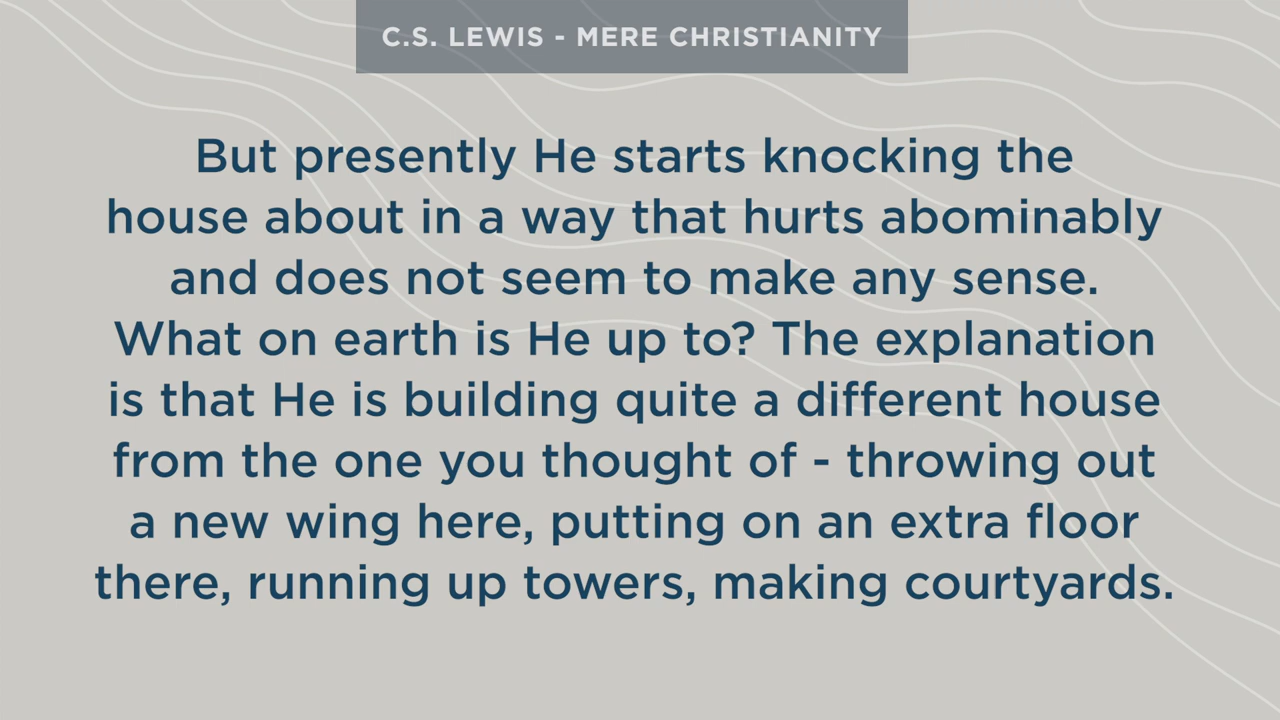 C.S. LEWIS - MERE CHRISTIANITY
But presently He starts knocking the
house about in a way that hurts abominably
and does not seem to make any sense.
What on earth is He up to? The explanation
is that He is building quite a different house
from the one you thought of - throwing out
a new wing here, putting on an extra floor
there, running up towers, making courtyards.